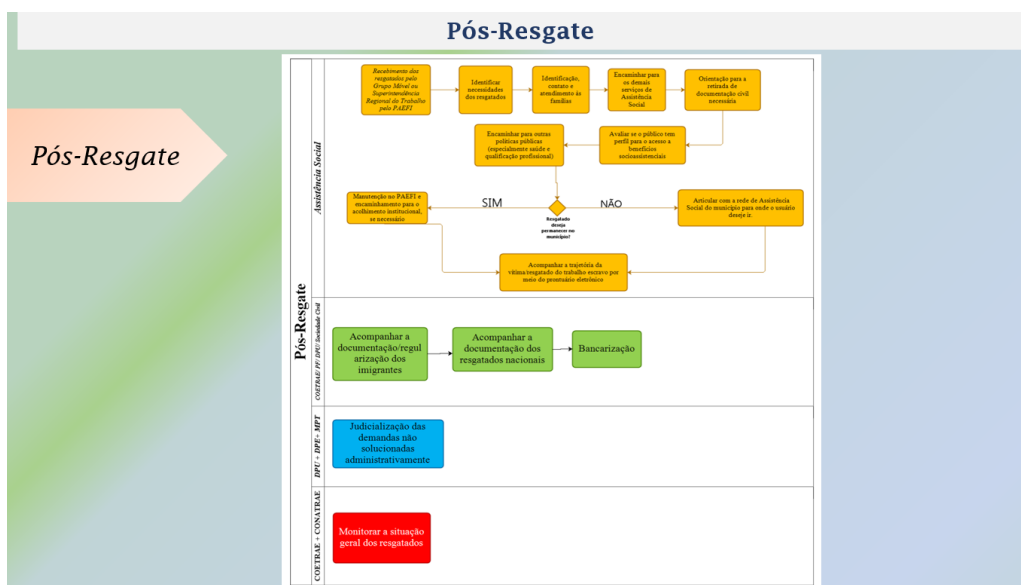 Pós-Resgate
Pós-Resgate
Pós-Resgate
Assistência Social
Recebimento dos
resgatados pelo
Grupo Móvel ou
Superintendência
Regional do Trabalho
pelo PAEFI
Identificar
necessidades
dos resgatados
Identificação,
contato e
atendimento às
famílias
Encaminhar para
os demais
serviços de
Assistência
Social
Orientação para a
retirada de
documentação civil
necessária
Encaminhar para outras
políticas públicas
(especialmente saúde e
qualificação profissional)
Avaliar se o público tem
perfil para o acesso a
benefícios
socioassistenciais
SIM
NÃO
Resgatado
deseja
permanecer no
município?
Manutenção no PAEFI e
encaminhamento para o
acolhimento institucional,
se necessário
Articular com a rede de Assistência
Social do município para onde o usuário
deseje ir.
Acompanhar a trajetória da
vítima/resgatado do trabalho escravo por
meio do prontuário eletrônico
COETRAE/ PF/ DPU/ Sociedade Civil
Acompanhar a
documentação/regul
arização dos
imigrantes
Acompanhar a
documentação dos
resgatados nacionais
Bancarização
DPU + DPE+ MPT
Judicialização das
demandas não
solucionadas
administrativamente
COETRAE + CONATRAE
Monitorar a situação
geral dos resgatados